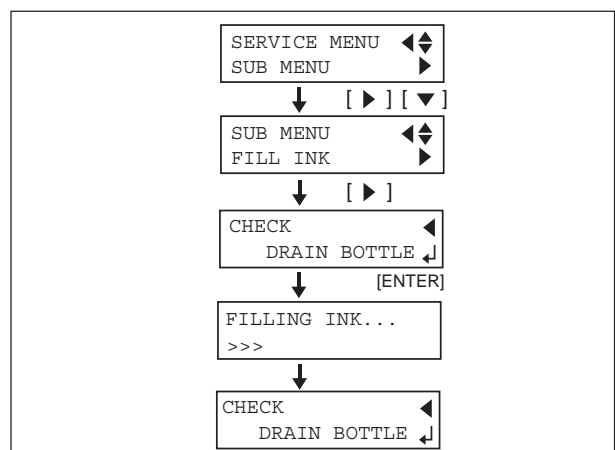 SERVICE MENU ◀◆
SUB MENU ▶
[ ▶ ] [ ▼ ]
SUB MENU ◀◆
FILL INK ▶
[ ▶ ]
CHECK ◀
DRAIN BOTTLE ↵
[ENTER]
FILLING INK...
>>>
CHECK ◀
DRAIN BOTTLE ↵